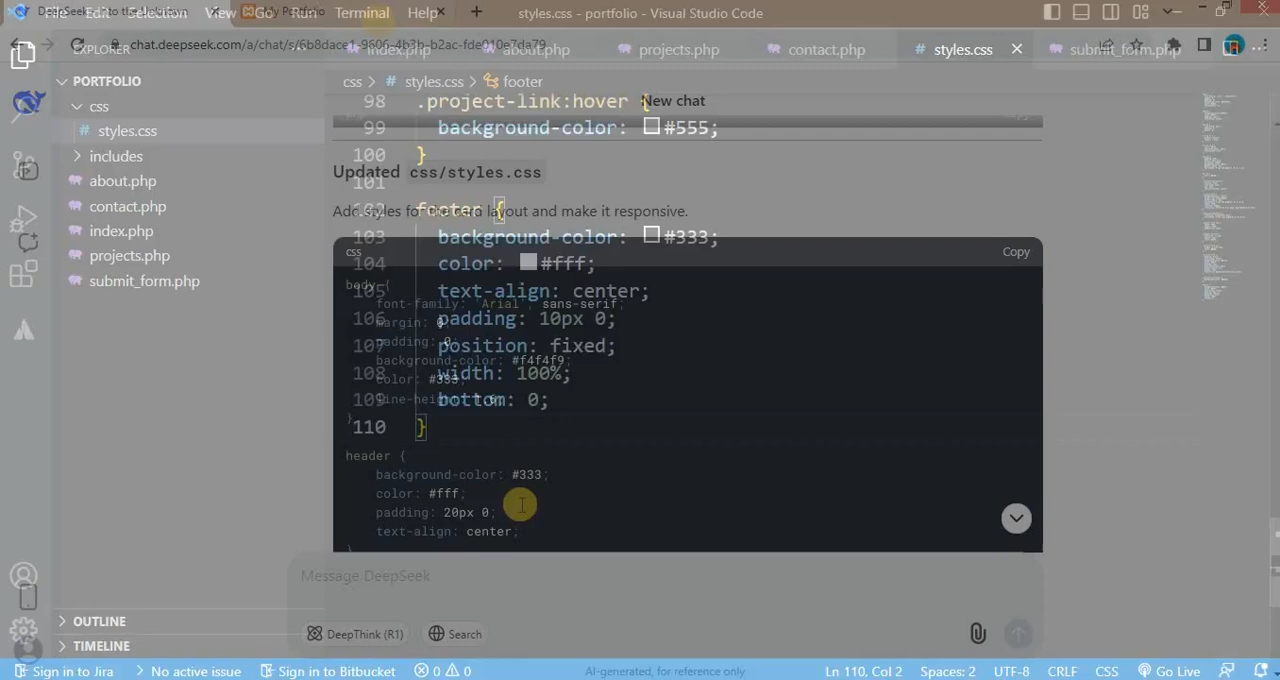 Edit Selection View Go Run Terminal Help
My Portfolio
styles.css - portfolio - Visual Studio Code
chat.deepseek.com/a/chat/s/6b8dace1-9606-4b3b-b2ac-fde010e7da79
EXPLORER
index.php about.php projects.php contact.php # styles.css submit_form.php
PORTFOLIO
css > # styles.css > footer
css
# styles.css
includes
about.php
contact.php
index.php
projects.php
submit_form.php
98 .project-link:hover {
New chat
99 background-color: #555;
100 }
101
Updated css/styles.css
102 footer {
Add styles for the card layout and make it responsive.
103 background-color: #333;
104 color: #fff;
105 text-align: center;
106 padding: 10px 0;
107 position: fixed;
108 width: 100%;
109 bottom: 0;
110 }
css Copy
body {
font-family: 'Arial', sans-serif;
margin: 0;
padding: 0;
background-color: #f4f4f9;
color: #333;
line-height: 1.6;
}
header {
background-color: #333;
color: #fff;
padding: 20px 0;
text-align: center;
}
Message DeepSeek
DeepThink (R1) Search
OUTLINE
TIMELINE
Sign in to Jira No active issue Sign in to Bitbucket 0 0 AI-generated, for reference only Ln 110, Col 2 Spaces: 2 UTF-8 CRLF CSS Go Live